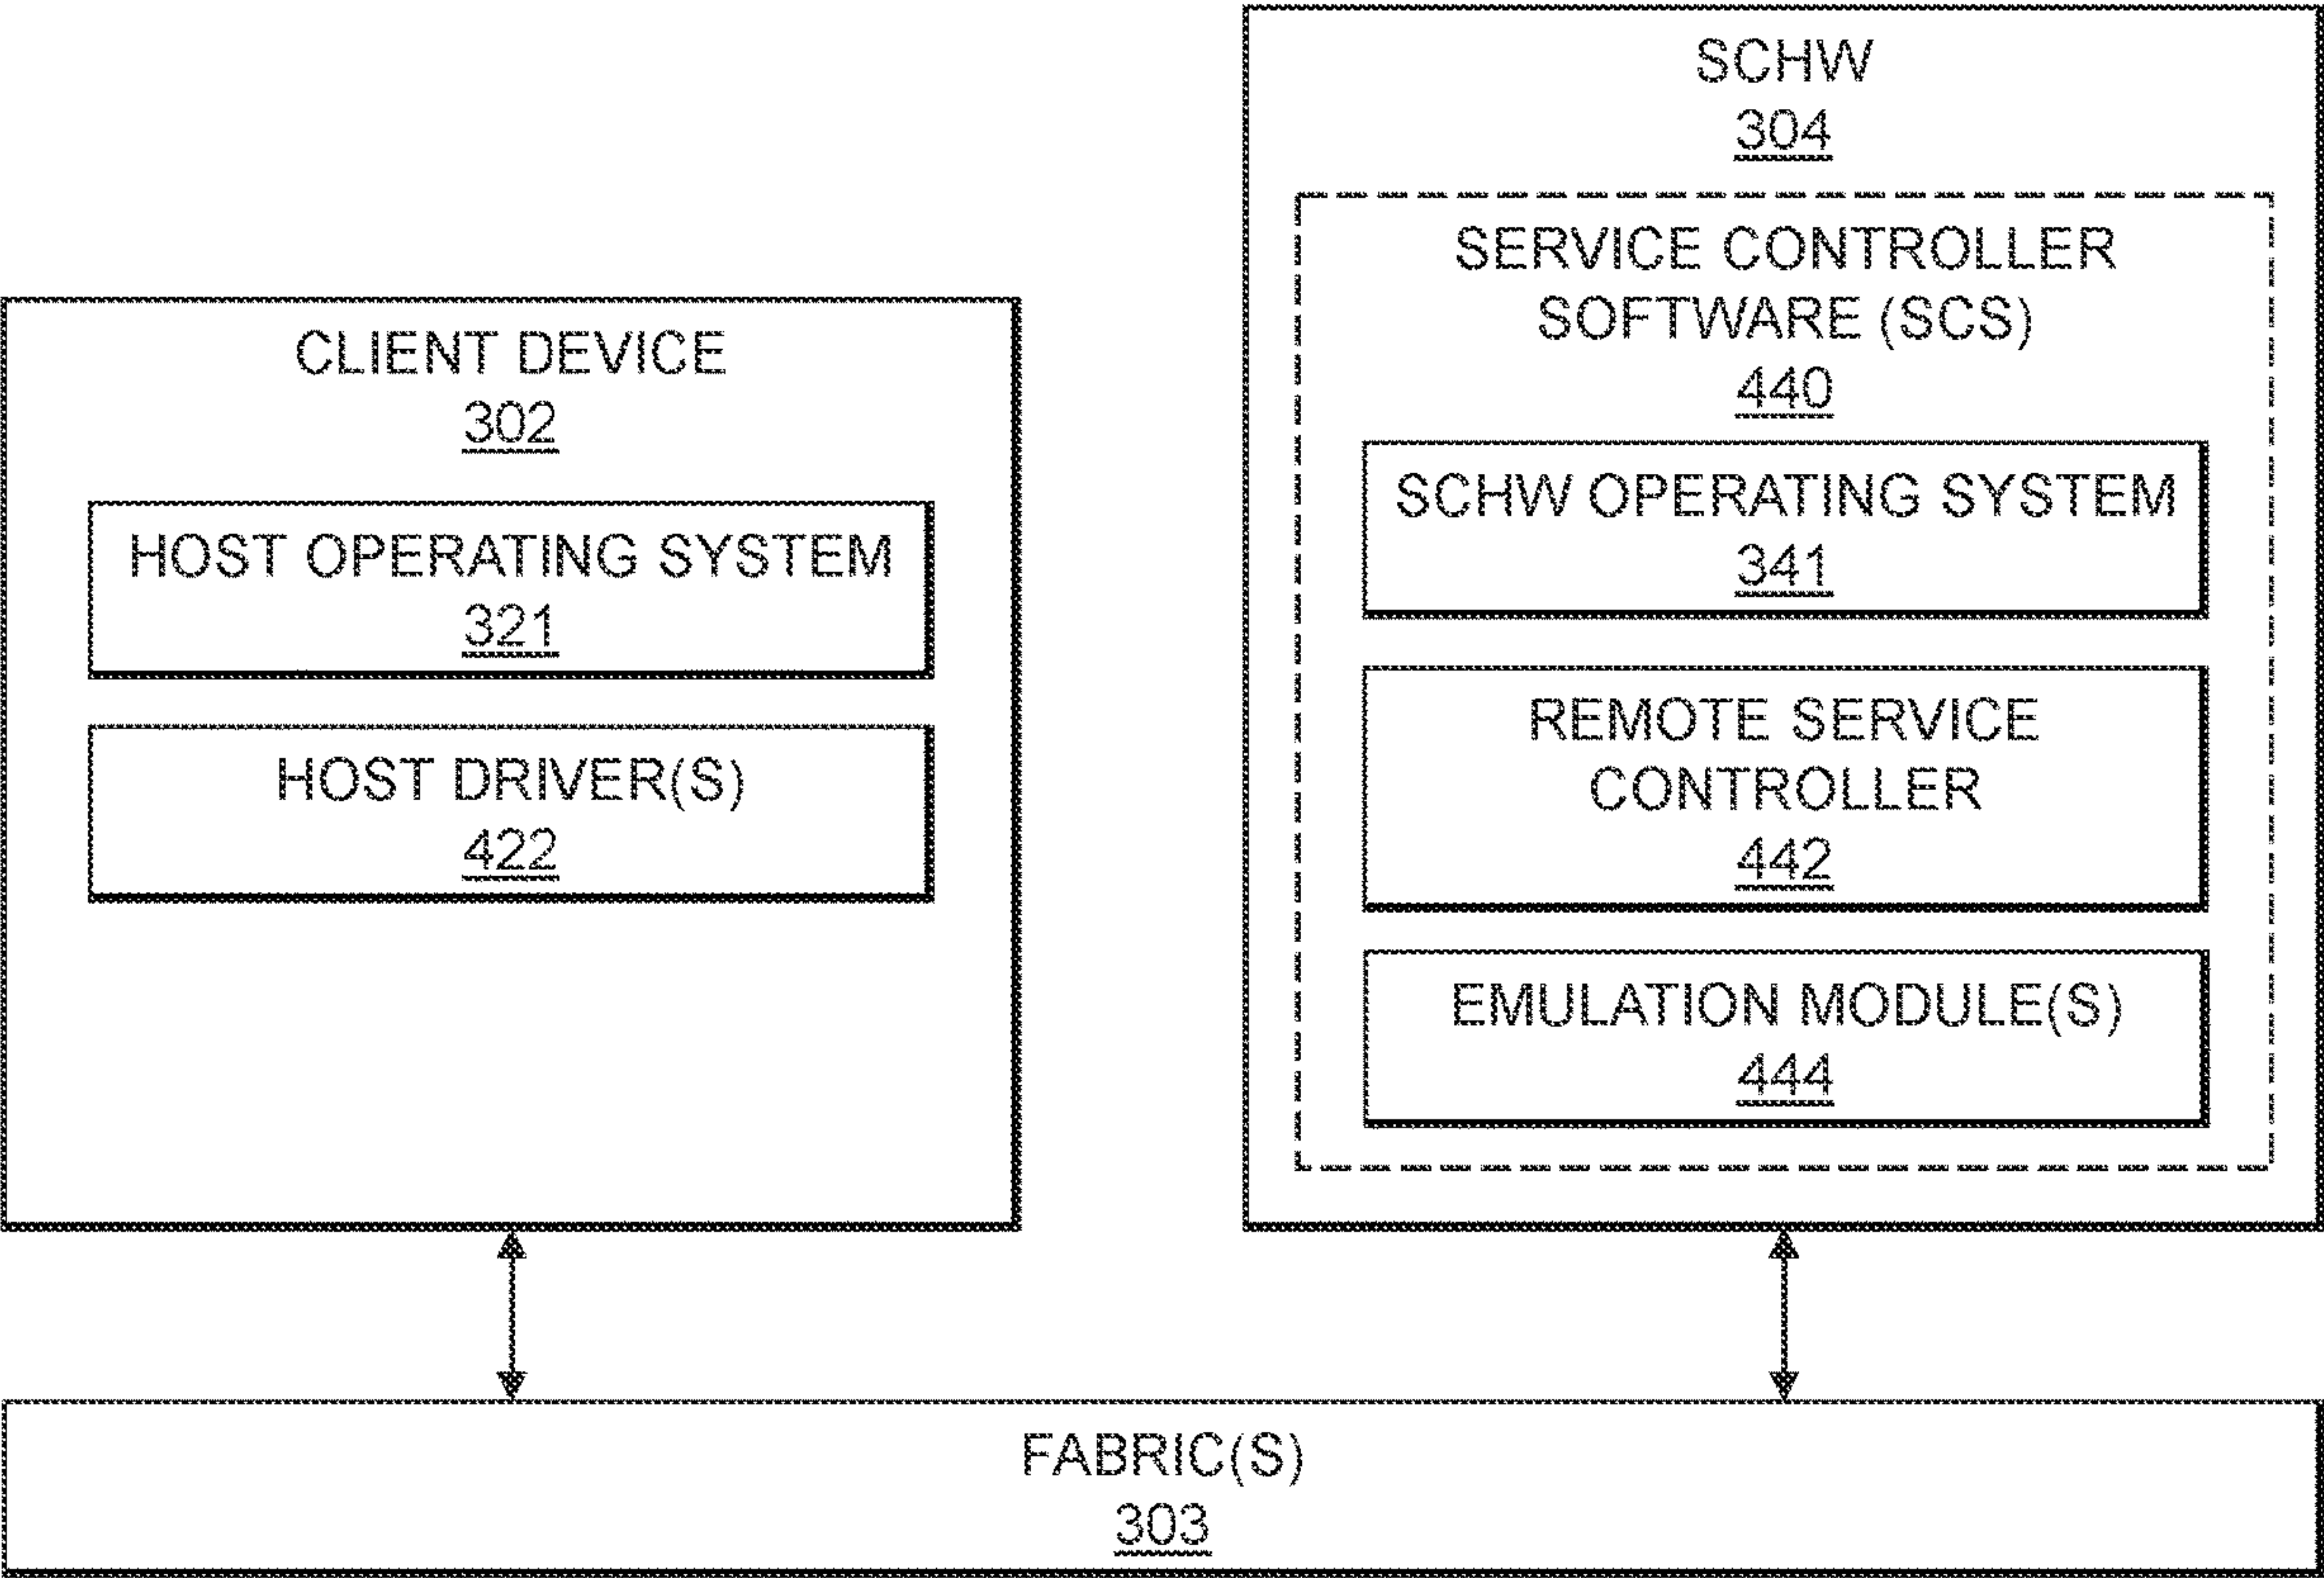 SCHW
304
SERVICE CONTROLLER
SOFTWARE (SCS)
440
SCHW OPERATING SYSTEM
341
REMOTE SERVICE
CONTROLLER
442
EMULATION MODULE(S)
444
CLIENT DEVICE
302
HOST OPERATING SYSTEM
321
HOST DRIVER(S)
422
FABRIC(S)
303